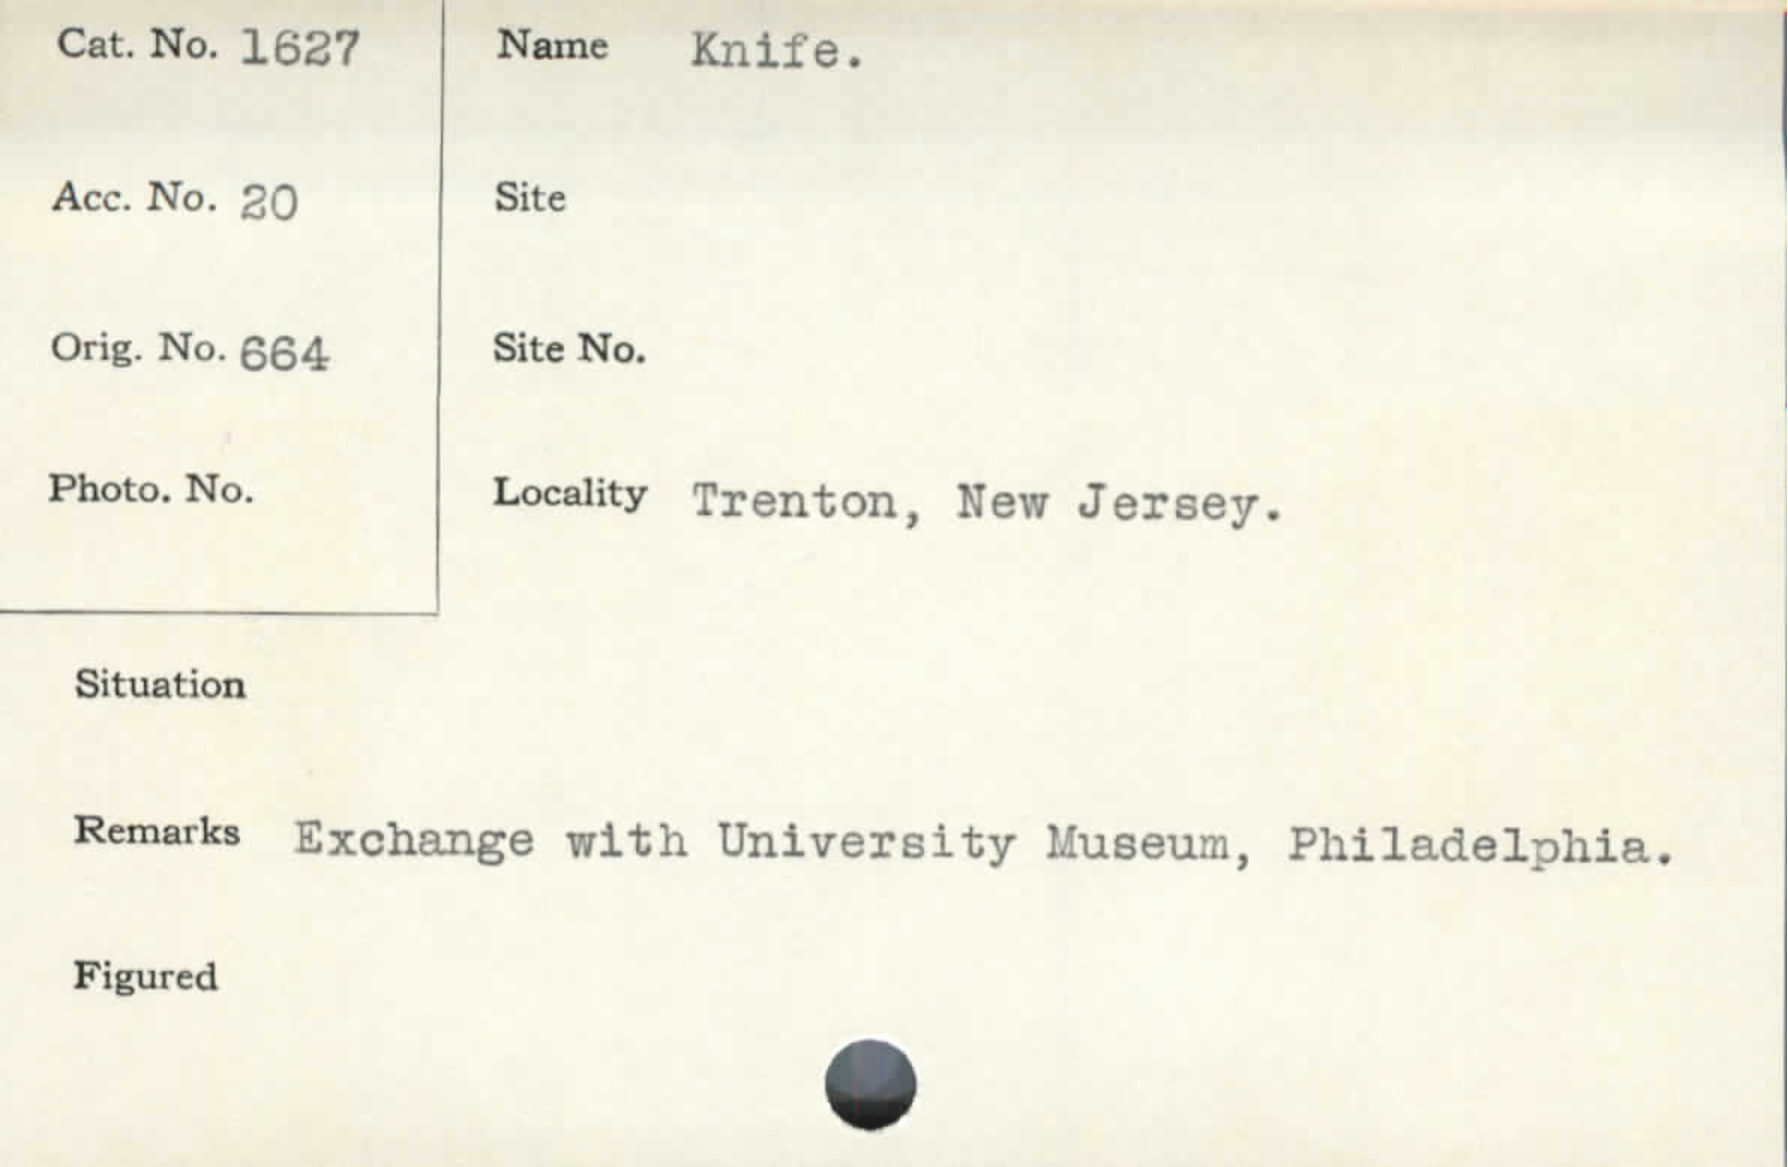 Cat. No. 1627
Name Knife.
Acc. No. 20
Site
Orig. No. 664
Site No.
Photo. No.
Locality Trenton, New Jersey.
Situation
Remarks Exchange with University Museum, Philadelphia.
Figured